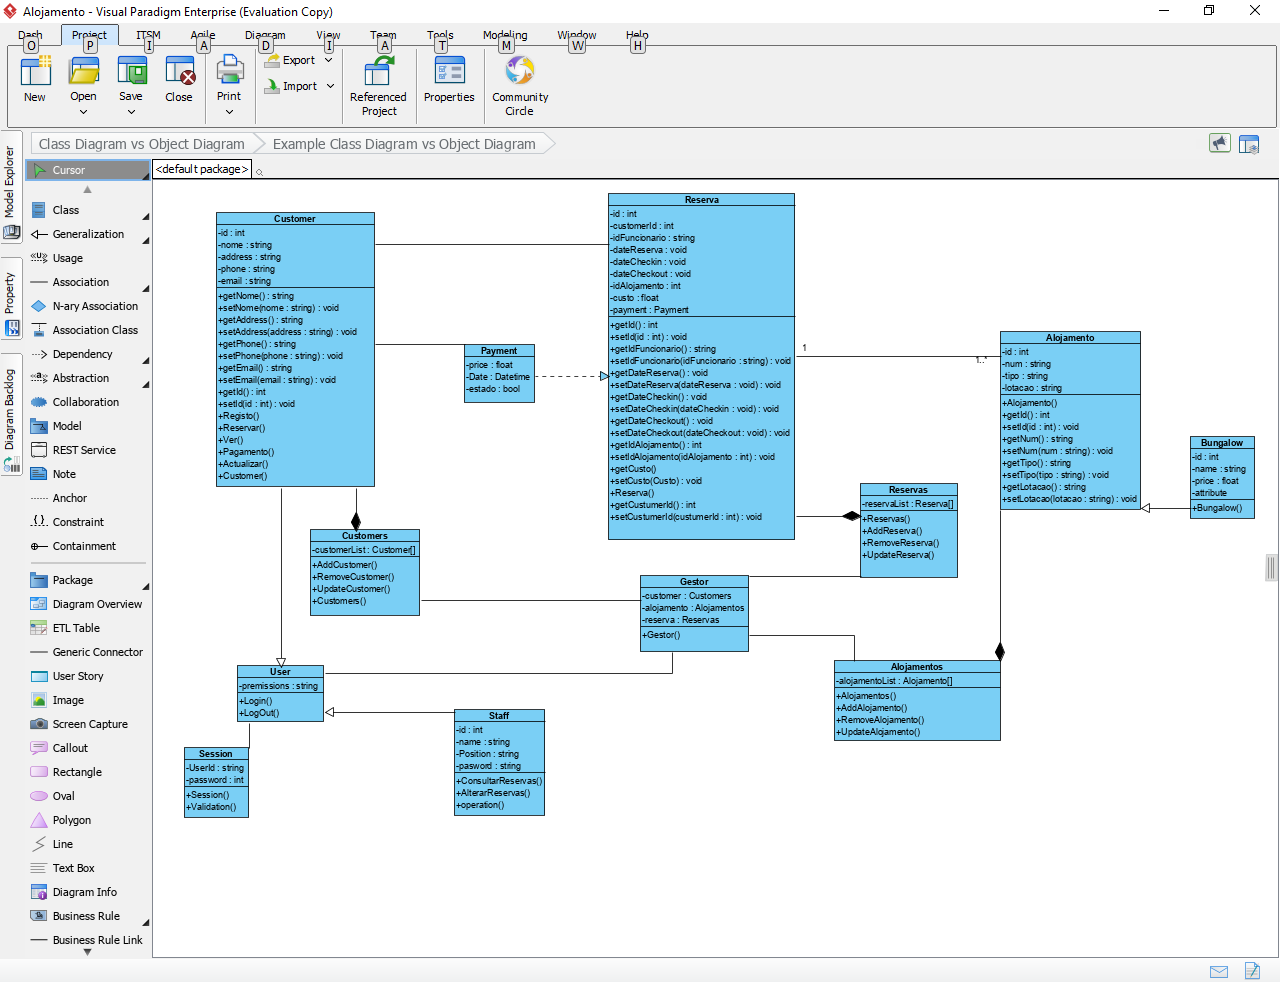 Alojamento - Visual Paradigm Enterprise (Evaluation Copy)
Dash Project ITSM Agile Diagram View Team Tools Modeling Window Help
O P I A D I A T M W H
New Open Save Close Print
Export
Import
Referenced Project
Properties
Community Circle
Class Diagram vs Object Diagram
Example Class Diagram vs Object Diagram
Model Explorer
Property
Diagram Backlog
Cursor
Class
Generalization
Usage
Association
N-ary Association
Association Class
Dependency
Abstraction
Collaboration
Model
REST Service
Note
Anchor
Constraint
Containment
Package
Diagram Overview
ETL Table
Generic Connector
User Story
Image
Screen Capture
Callout
Rectangle
Oval
Polygon
Line
Text Box
Diagram Info
Business Rule
Business Rule Link
<default package>
Customer
-id : int
-nome : string
-address : string
-phone : string
-email : string
+getNome() : string
+setNome(nome : string) : void
+getAddress() : string
+setAddress(address : string) : void
+getPhone() : string
+setPhone(phone : string) : void
+getEmail() : string
+setEmail(email : string) : void
+getId() : int
+setId(id : int) : void
+Registo()
+Reservar()
+Ver()
+Pagamento()
+Actualizar()
+Customer()
Payment
-price : float
-Date : Datetime
-estado : bool
Reserva
-id : int
-customerId : int
-idFuncionario : string
-dateReserva : void
-dateCheckin : void
-dateCheckout : void
-idAlojamento : int
-custo : float
-payment : Payment
+getId() : int
+setId(id : int) : void
+getIdFuncionario() : string
+setIdFuncionario(idFuncionario : string) : void
+getDateReserva() : void
+setDateReserva(dateReserva : void) : void
+getDateCheckin() : void
+setDateCheckin(dateCheckin : void) : void
+getDateCheckout() : void
+setDateCheckout(dateCheckout : void) : void
+getIdAlojamento() : int
+setIdAlojamento(idAlojamento : int) : void
+getCusto()
+setCusto(Custo) : void
+Reserva()
+getCustumerId() : int
+setCustumerId(custumerId : int) : void
1
1..*
Alojamento
-id : int
-num : string
-tipo : string
-lotacao : string
+Alojamento()
+getId() : int
+setId(id : int) : void
+getNum() : string
+setNum(num : string) : void
+getTipo() : string
+setTipo(tipo : string) : void
+getLotacao() : string
+setLotacao(lotacao : string) : void
Bungalow
-id : int
-name : string
-price : float
-attribute
+Bungalow()
Reservas
-reservaList : Reserva[]
+Reservas()
+AddReserva()
+RemoveReserva()
+UpdateReserva()
Customers
-customerList : Customer[]
+AddCustomer()
+RemoveCustomer()
+UpdateCustomer()
+Customers()
Gestor
-customer : Customers
-alojamento : Alojamentos
-reserva : Reservas
+Gestor()
Alojamentos
-alojamentoList : Alojamento[]
+Alojamentos()
+AddAlojamento()
+RemoveAlojamento()
+UpdateAlojamento()
User
-premissions : string
+Login()
+LogOut()
Staff
-id : int
-name : string
-Position : string
-pasword : string
+ConsultarReservas()
+AlterarReservas()
+operation()
Session
-UserId : string
-password : int
+Session()
+Validation()